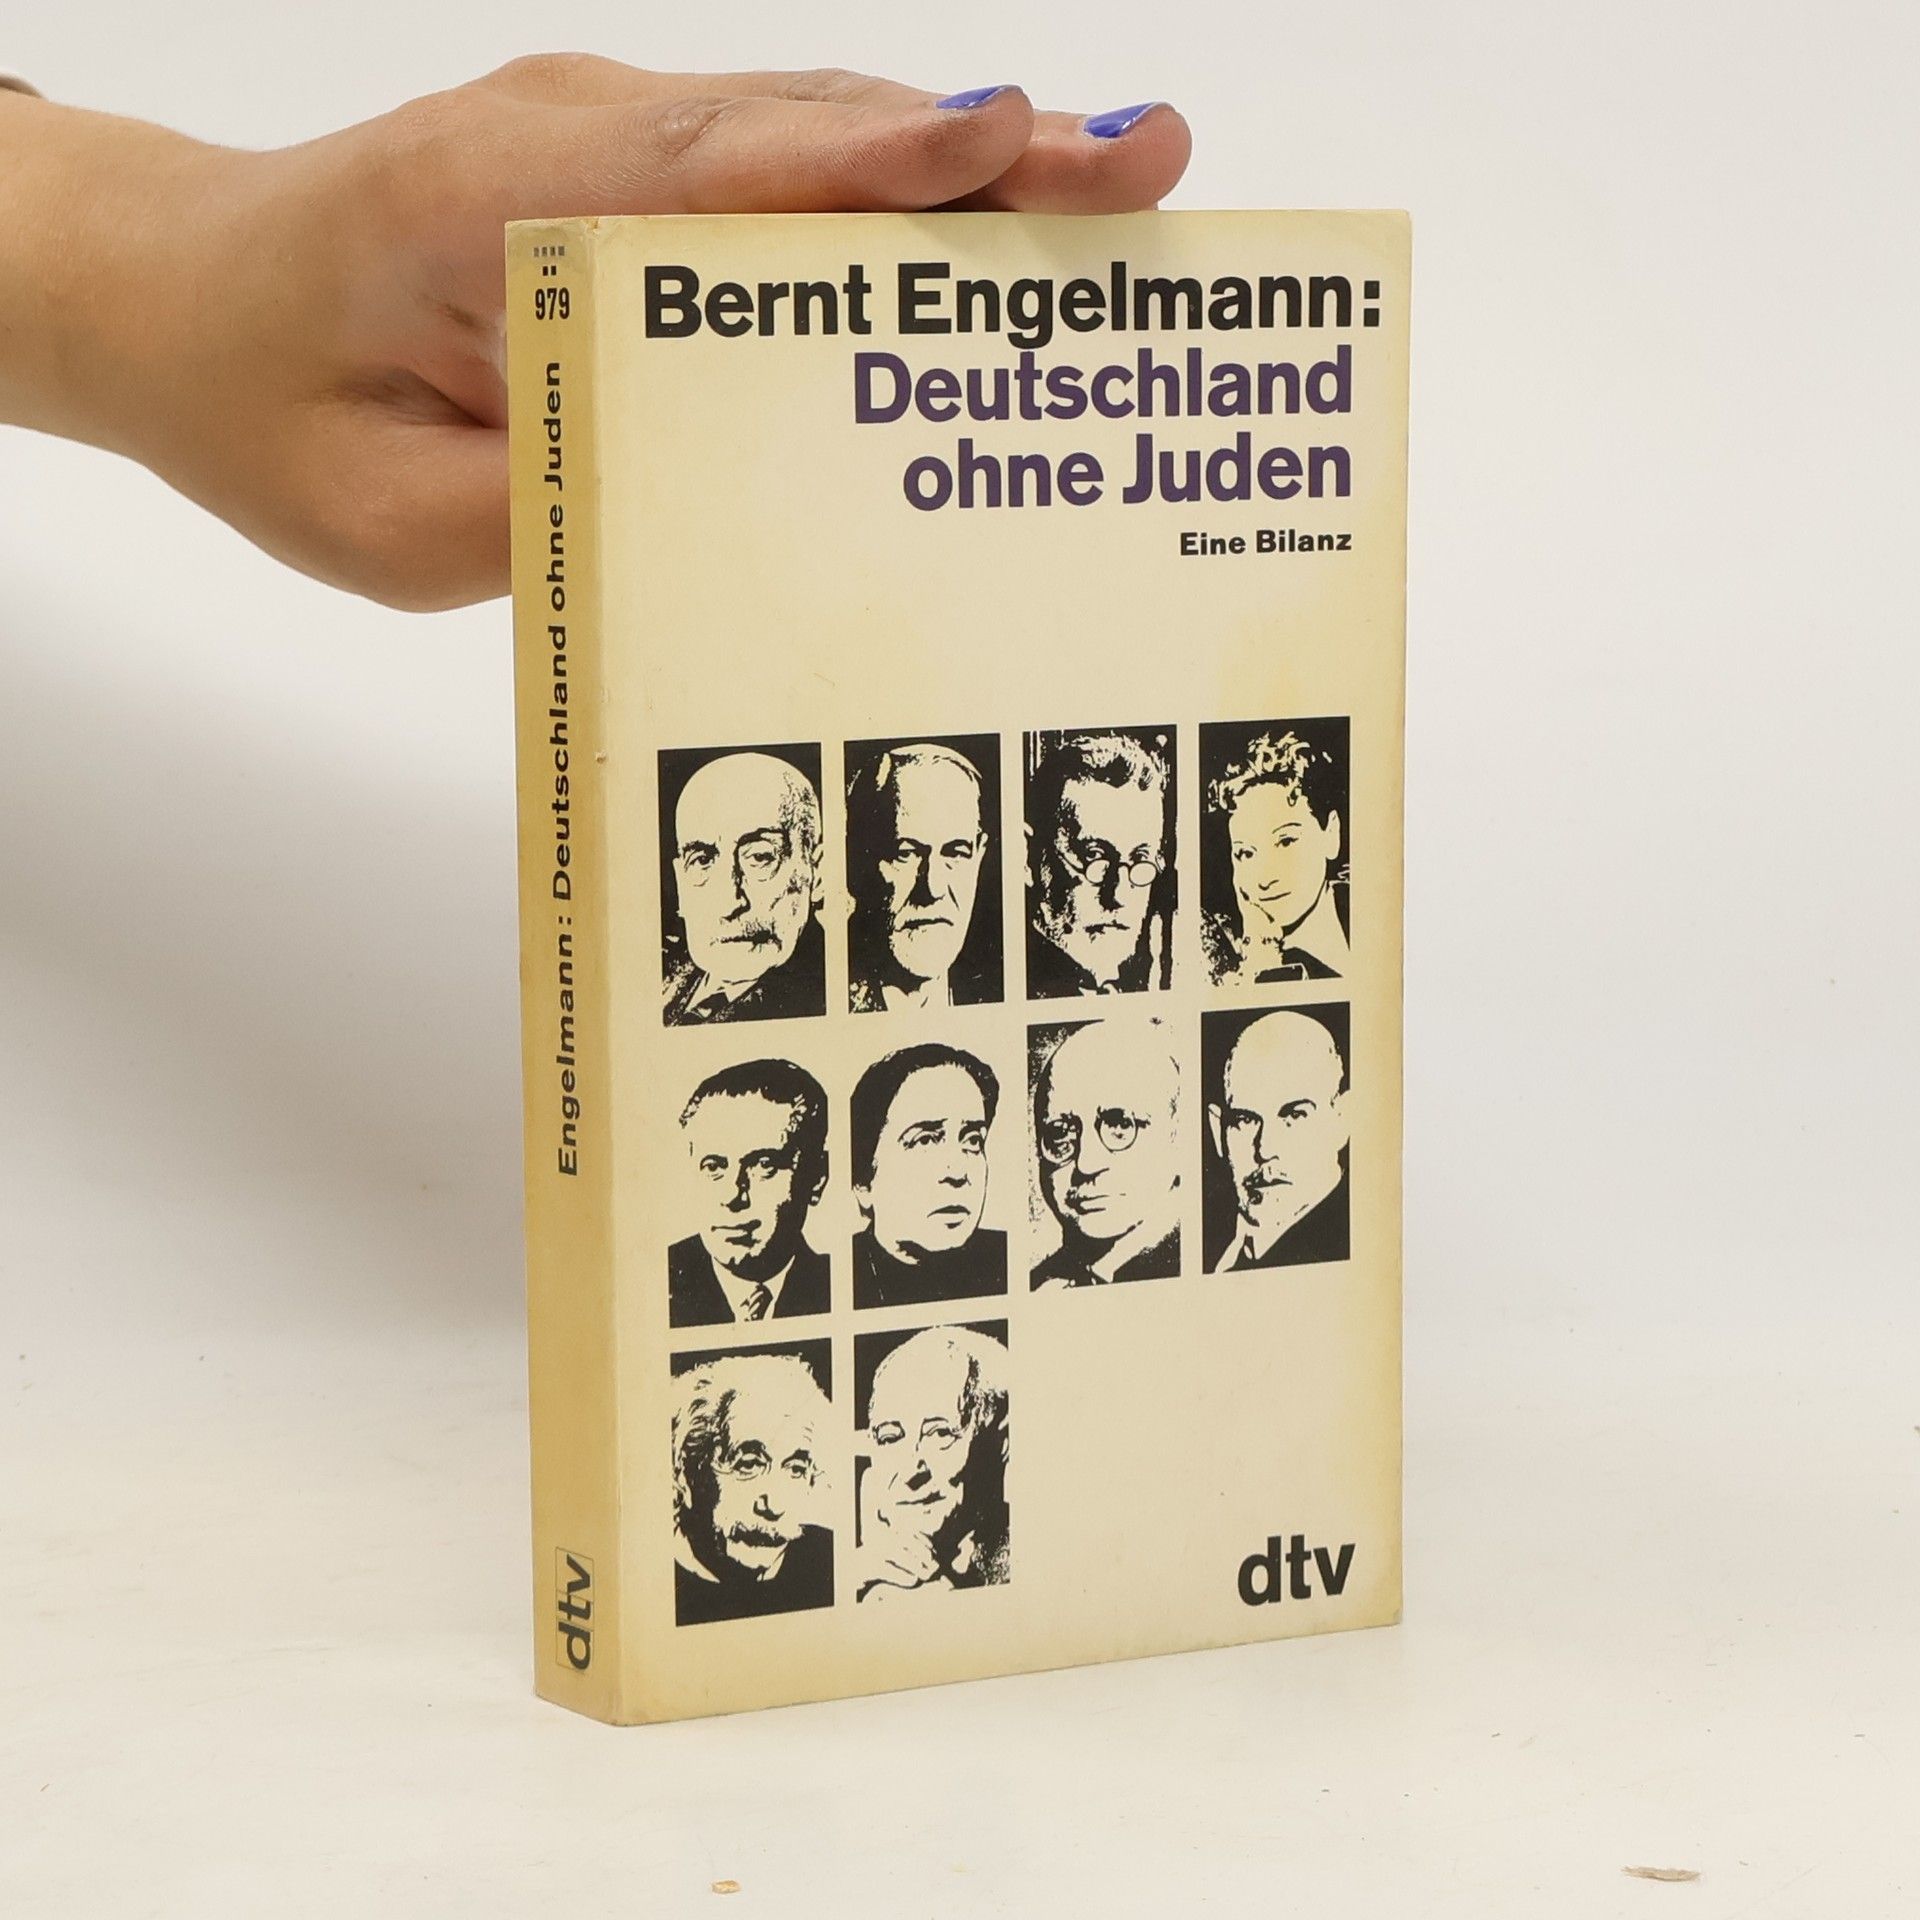 Bernt Engelmann:
Deutschland
ohne Juden
Eine Bilanz
dtv
979
Engelmann: Deutschland ohne Juden
dtv